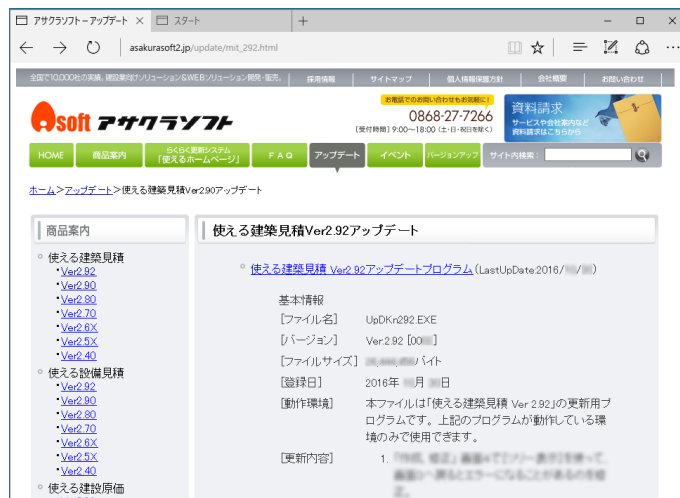 アサクラソフト－アップデート
スタート
asakurasoft2.jp/update/mit_292.html
全国で10,000社の実績。建設業向けソリューション&WEBソリューション開発・販売。
採用情報
サイトマップ
個人情報保護方針
会社概要
お問い合わせ
Asoft アサクラソフト
お電話でのお問い合わせもお気軽に！
0868-27-7266
[受付時間] 9:00～18:00 (土・日・祝日を除く)
資料請求
サービスや会社案内など
資料請求はこちらから
HOME
商品案内
らくらく更新システム
「使えるホームページ」
ＦＡＱ
アップデート
イベント
バージョンアップ
サイト内検索：
ホーム＞アップデート＞使える建築見積Ver2.90アップデート
商品案内
使える建築見積
Ver2.92
Ver2.90
Ver2.80
Ver2.70
Ver2.6X
Ver2.5X
Ver2.40
使える設備見積
Ver2.92
Ver2.90
Ver2.80
Ver2.70
Ver2.6X
Ver2.5X
Ver2.40
使える建設原価
使える建築見積Ver2.92アップデート
使える建築見積 Ver2.92アップデートプログラム (LastUpDate:2016/ / )
基本情報
[ファイル名] UpDKn292.EXE
[バージョン] Ver.2.92 [00 ]
[ファイルサイズ] バイト
[登録日] 2016年 月 日
[動作環境] 本ファイルは「使える建築見積 Ver 2.92」の更新用プ
ログラムです。上記のプログラムが動作している環
境のみで使用できます。
[更新内容] 1.